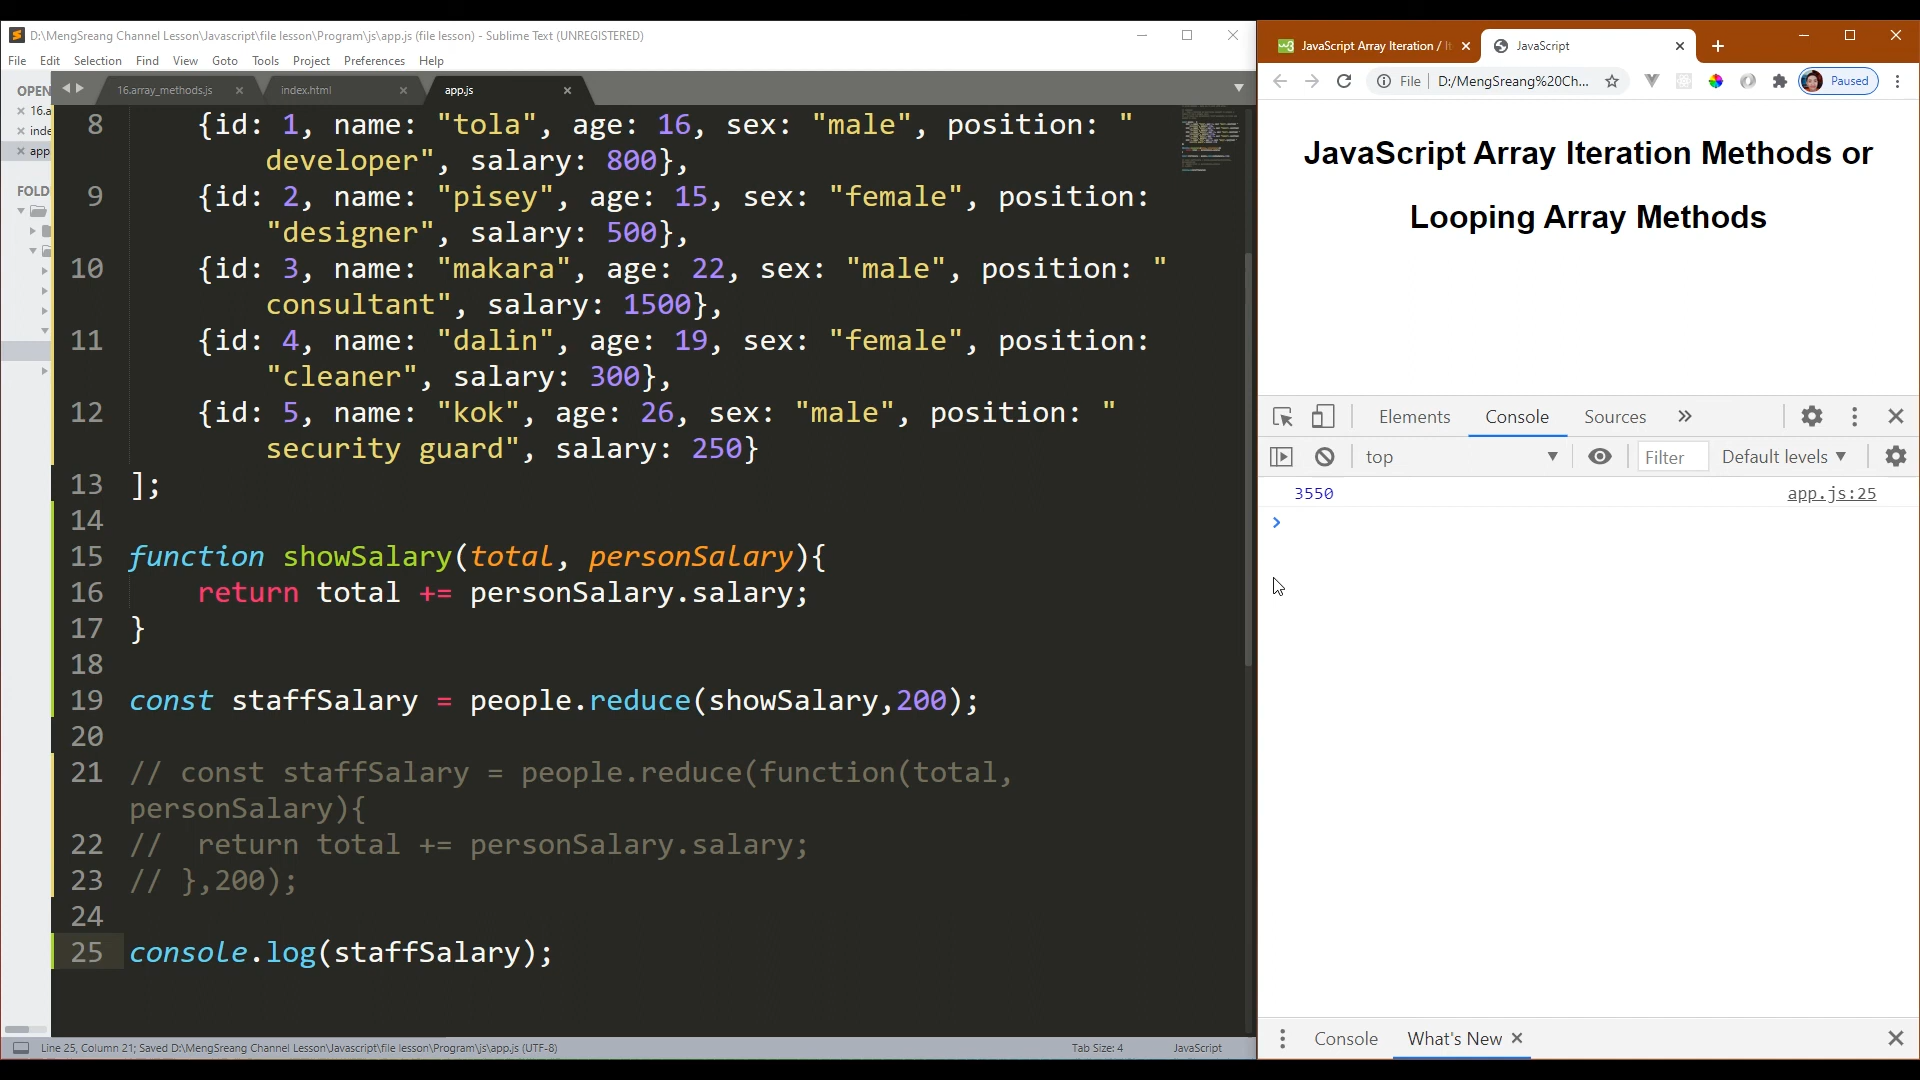 D:\MengSreang Channel Lesson\Javascript\file lesson\Program\js\app.js (file lesson) - Sublime Text (UNREGISTERED)
File Edit Selection Find View Goto Tools Project Preferences Help
OPEN
16.a
inde
app
FOLD
16.array_methods.js
index.html
app.js
8 {id: 1, name: "tola", age: 16, sex: "male", position: "
developer", salary: 800},
9 {id: 2, name: "pisey", age: 15, sex: "female", position:
"designer", salary: 500},
10 {id: 3, name: "makara", age: 22, sex: "male", position: "
consultant", salary: 1500},
11 {id: 4, name: "dalin", age: 19, sex: "female", position:
"cleaner", salary: 300},
12 {id: 5, name: "kok", age: 26, sex: "male", position: "
security guard", salary: 250}
13 ];
14
15 function showSalary(total, personSalary){
16 return total += personSalary.salary;
17 }
18
19 const staffSalary = people.reduce(showSalary,200);
20
21 // const staffSalary = people.reduce(function(total,
personSalary){
22 //  return total += personSalary.salary;
23 // },200);
24
25 console.log(staffSalary);
Line 25, Column 21; Saved D:\MengSreang Channel Lesson\Javascript\file lesson\Program\js\app.js (UTF-8)
Tab Size: 4
JavaScript
JavaScript Array Iteration / It
JavaScript
File D:/MengSreang%20Ch...
Paused
JavaScript Array Iteration Methods or
Looping Array Methods
Elements Console Sources
top
Filter
Default levels
3550 app.js:25
Console What's New